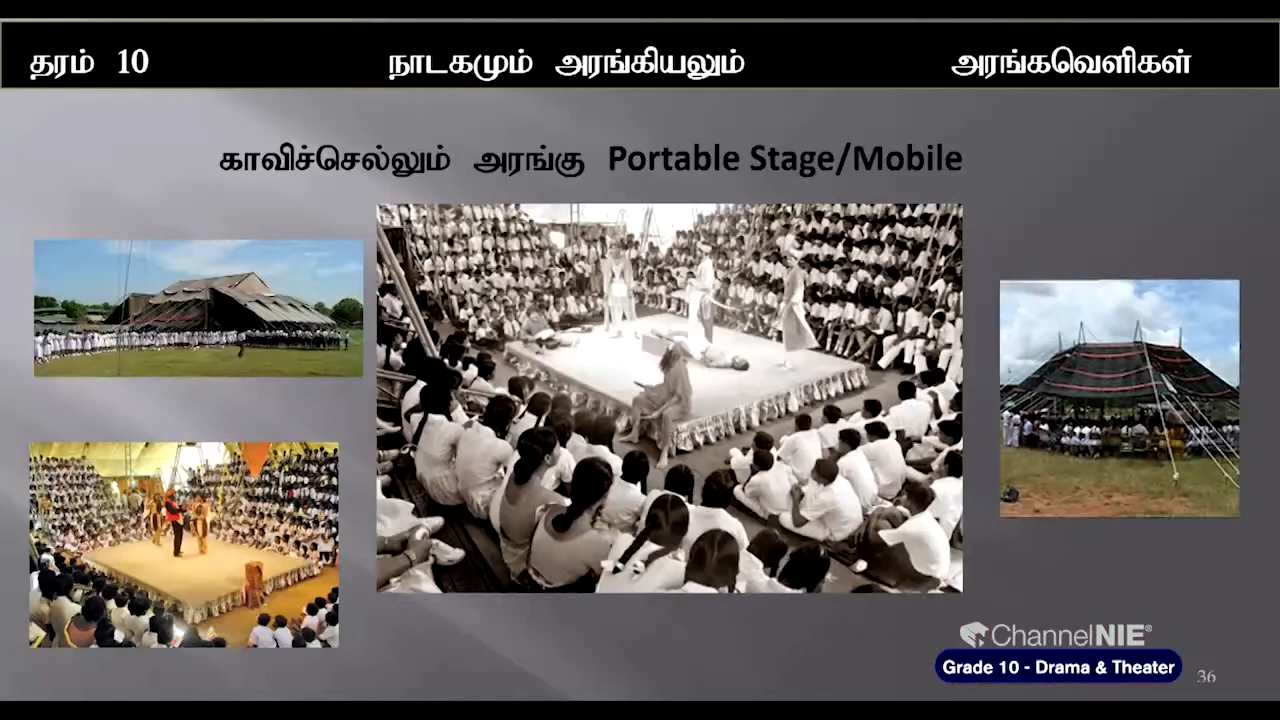 தரம் 10 நாடகமும் அரங்கியலும் அரங்கவெளிகள்
காவிச்செல்லும் அரங்கு Portable Stage/Mobile
ChannelNIE®
Grade 10 - Drama & Theater
36